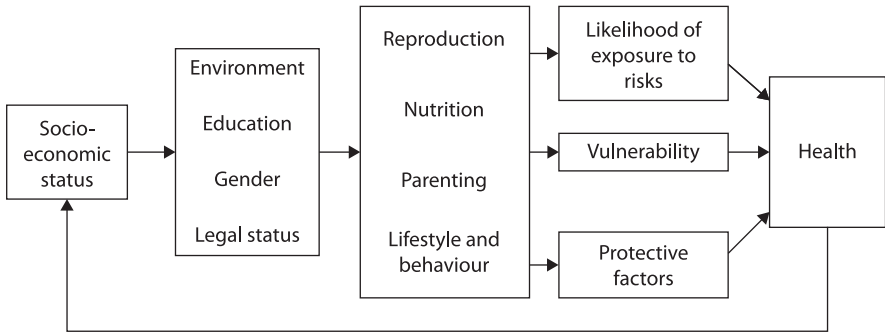 Socio-
economic
status
Environment
Education
Gender
Legal status
Reproduction
Nutrition
Parenting
Lifestyle and
behaviour
Likelihood of
exposure to
risks
Vulnerability
Protective
factors
Health